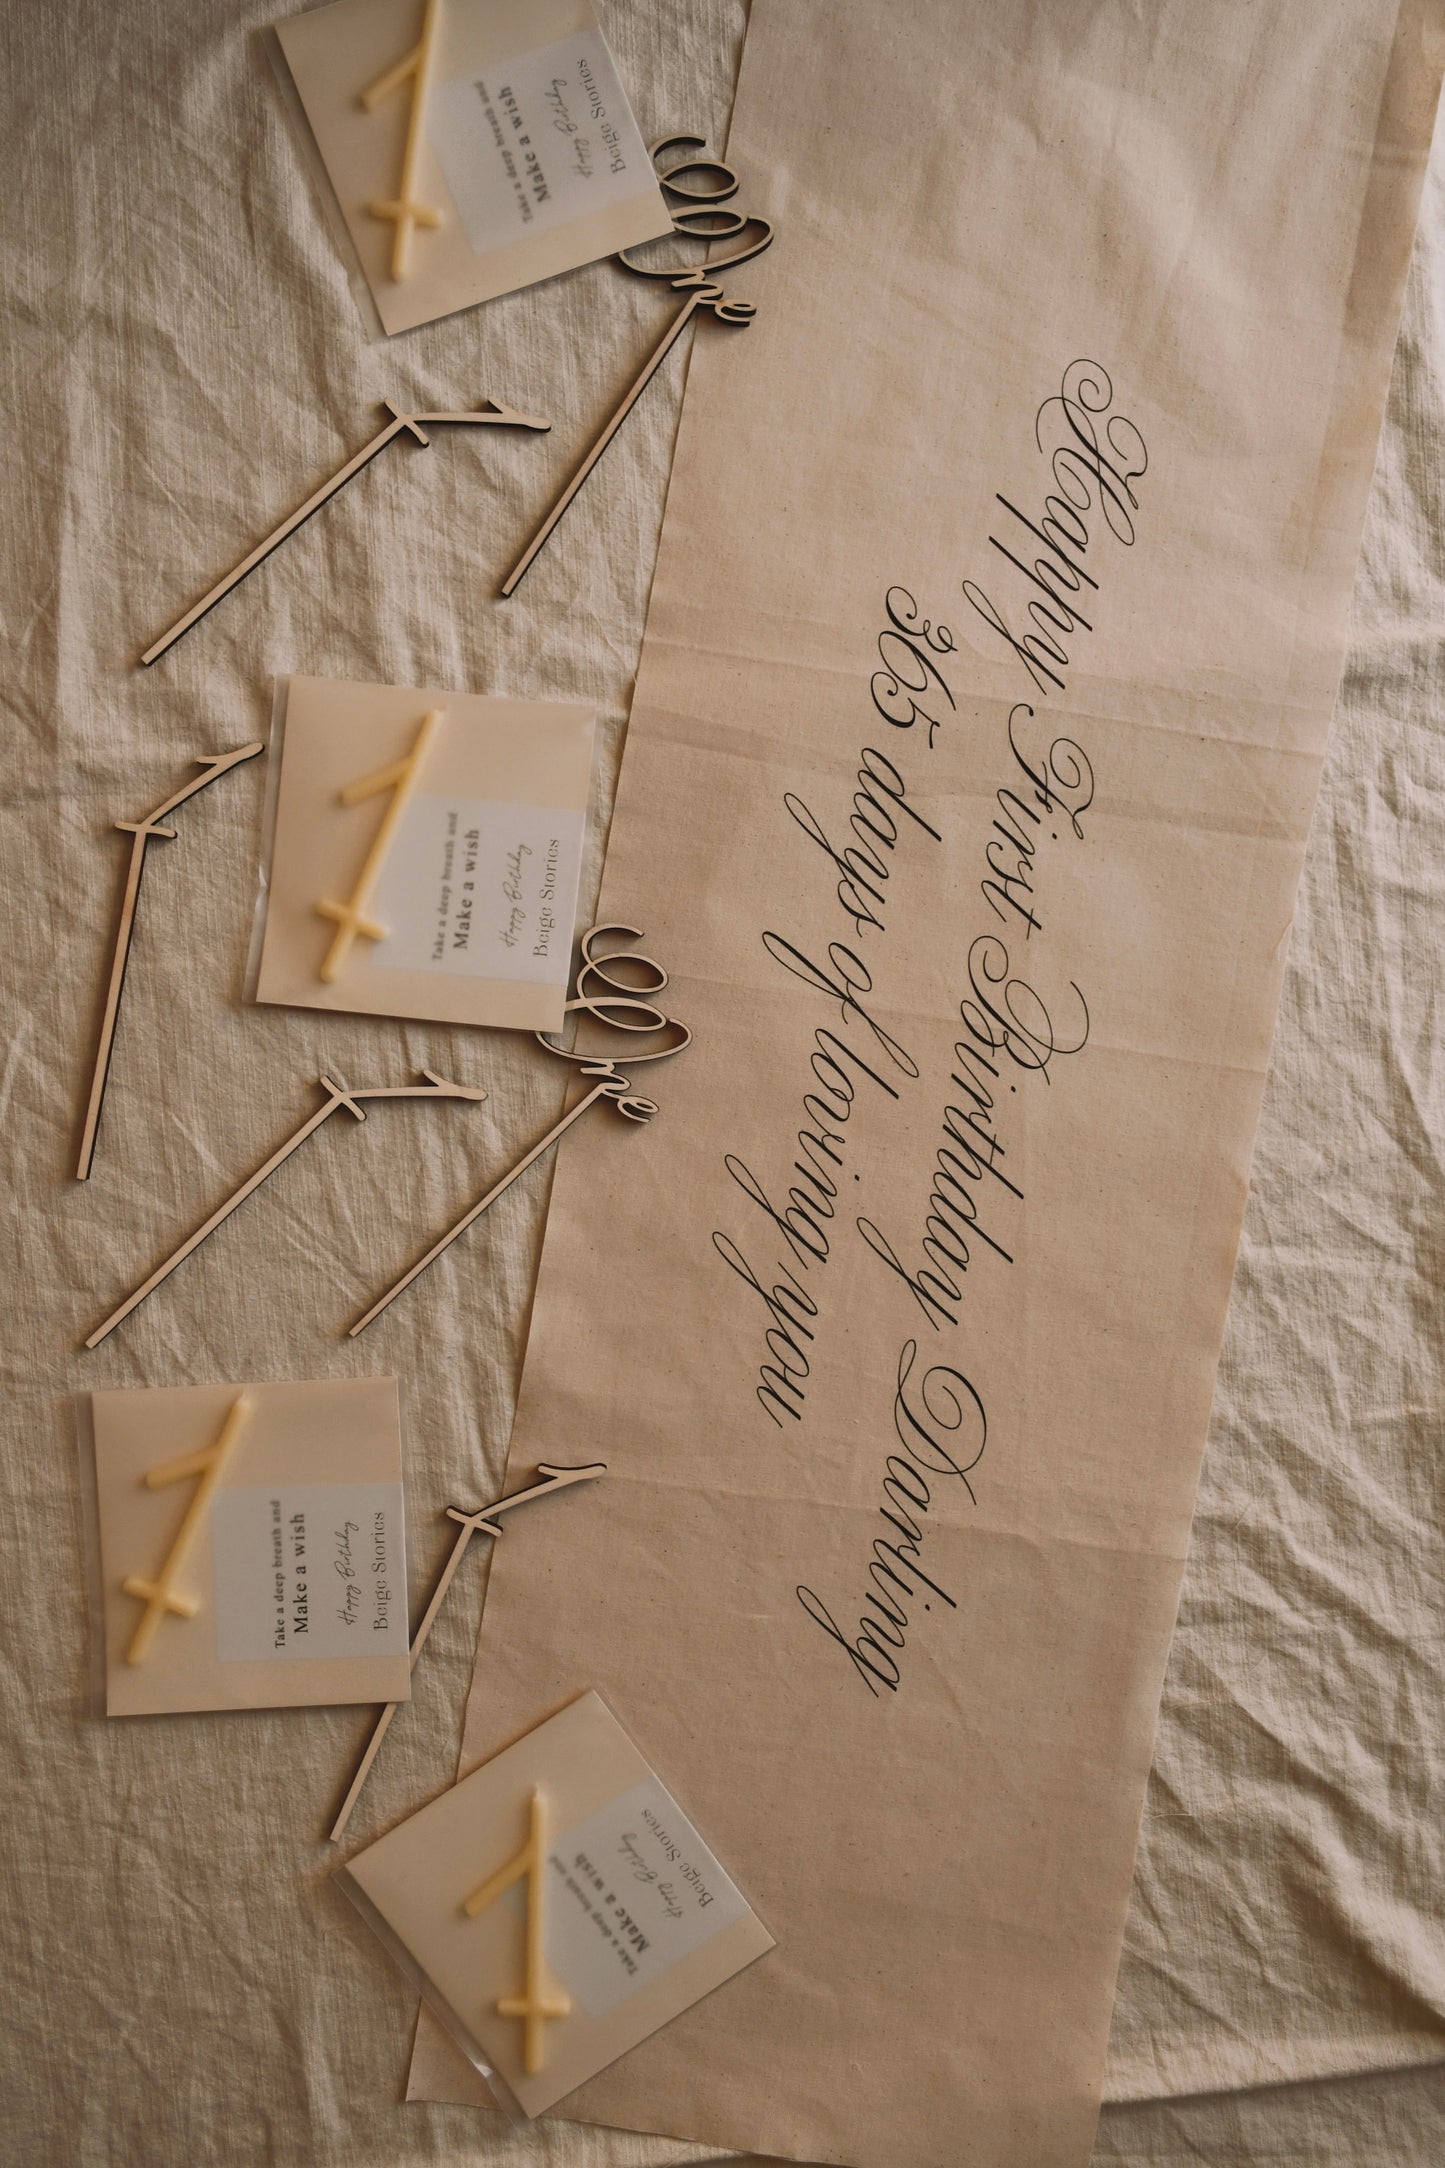 Happy First Birthday Darling
365 days of loving you
Take a deep breath and
Make a wish
Happy Birthday
Beige Stories
One
Take a deep breath and
Make a wish
Happy Birthday
Beige Stories
One
Take a deep breath and
Make a wish
Happy Birthday
Beige Stories
Take a deep breath and
Make a wish
Happy Birthday
Beige Stories